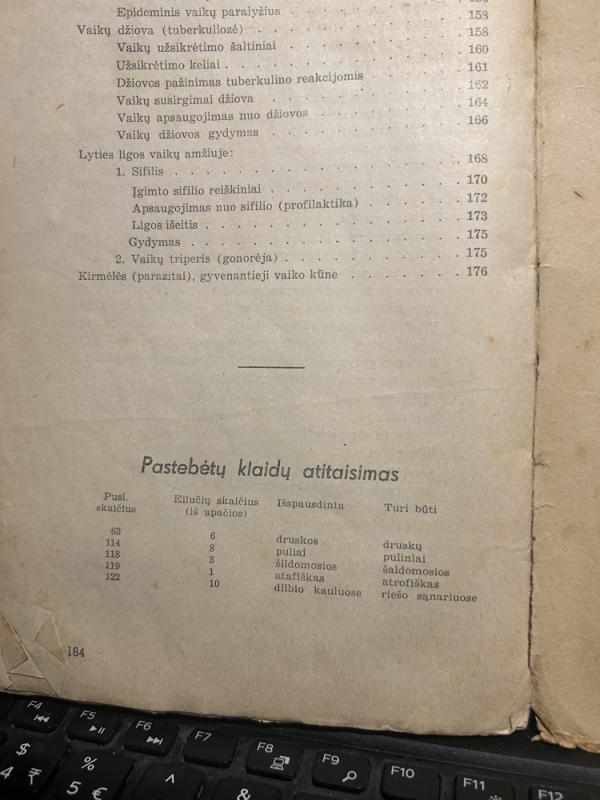 Epideminis vaikų paralyžius
Vaikų džiova (tuberkuliozė) 158
Vaikų užsikrėtimo šaltiniai 158
Užsikrėtimo keliai 160
Džiovos pažinimas tuberkulino reakcijomis 161
Vaikų susirgimai džiova 162
Vaikų apsaugojimas nuo džiovos 164
Vaikų džiovos gydymas 166
Lyties ligos vaikų amžiuje:
1. Sifilis 168
Įgimto sifilio reiškiniai 170
Apsaugojimas nuo sifilio (profilaktika) 172
Ligos išeitis 173
Gydymas 175
2. Vaikų triperis (gonorėja) 175
Kirmėlės (parazitai), gyvenantieji vaiko kūne 176
Pastebėtų klaidų atitaisimas
Pusl. skaičius Eilučių skaičius (iš apačios) Išspausdinta Turi būti
63 6 druskos druskų
114 8 puliai puliniai
118 3 šildomosios šaldomosios
119 1 atafiškas atrofiškas
122 10 dilbio kauluose riešo sąnariuose
184
F4 F5 F6 F7 F8 F9 F10 F11 F12
$ 4 ₹ % 5 € ^ &